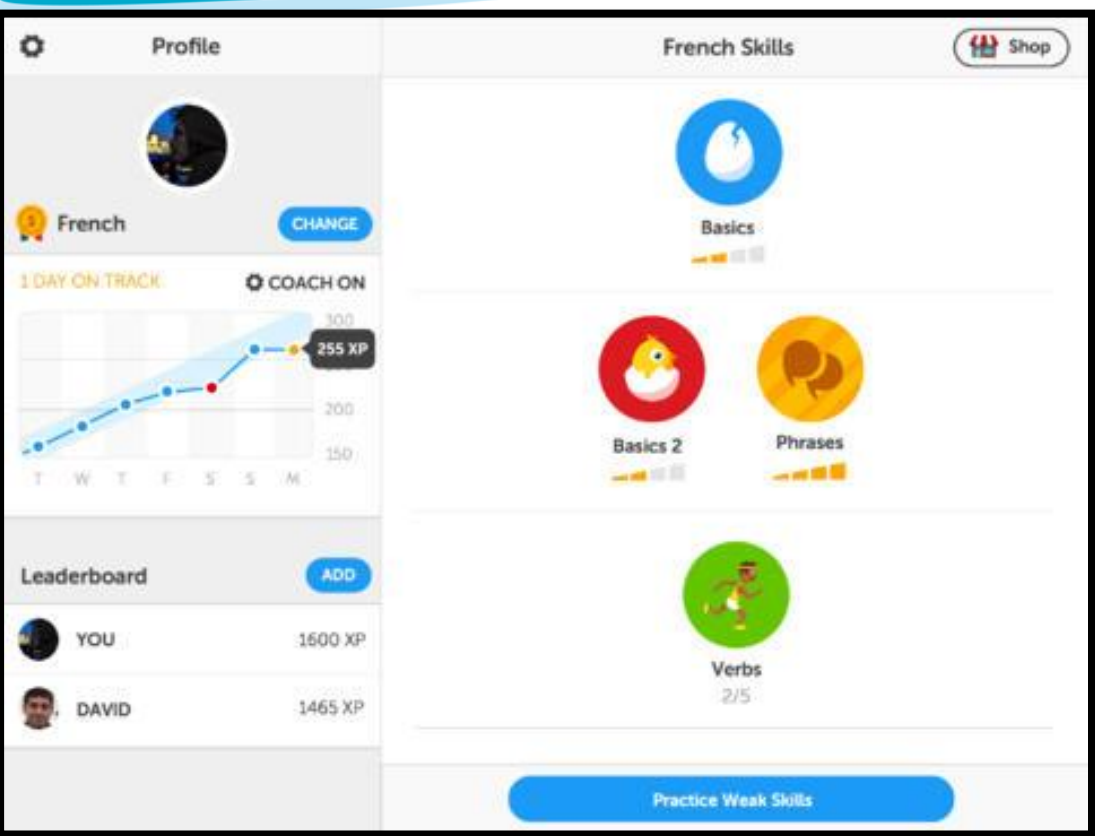 Profile
French CHANGE
1 DAY ON TRACK COACH ON
300
255 XP
200
150
T W T F S S M
Leaderboard ADD
YOU 1600 XP
DAVID 1465 XP
French Skills Shop
Basics
Basics 2 Phrases
Verbs
2/5
Practice Weak Skills